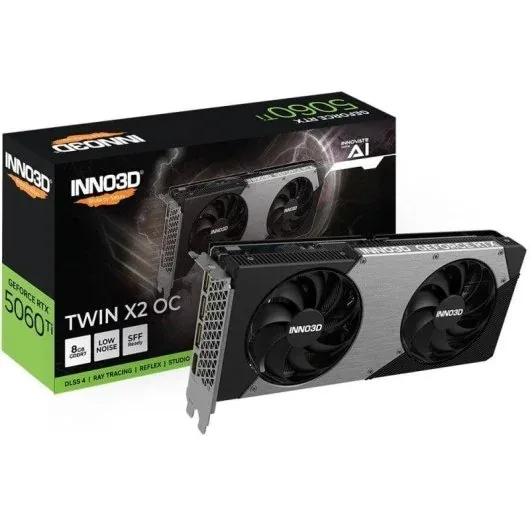 INNO3D
GEFORCE RTX
5060Ti
INNO3D
GEFORCE RTX
5060Ti
INNOVATE
AI
TWIN X2 OC
8GB
GDDR7
LOW
NOISE
SFF
Ready
DLSS 4 | RAY TRACING | REFLEX | STUDIO
INNO3D GEFORCE RTX
INNO3D
INNO3D